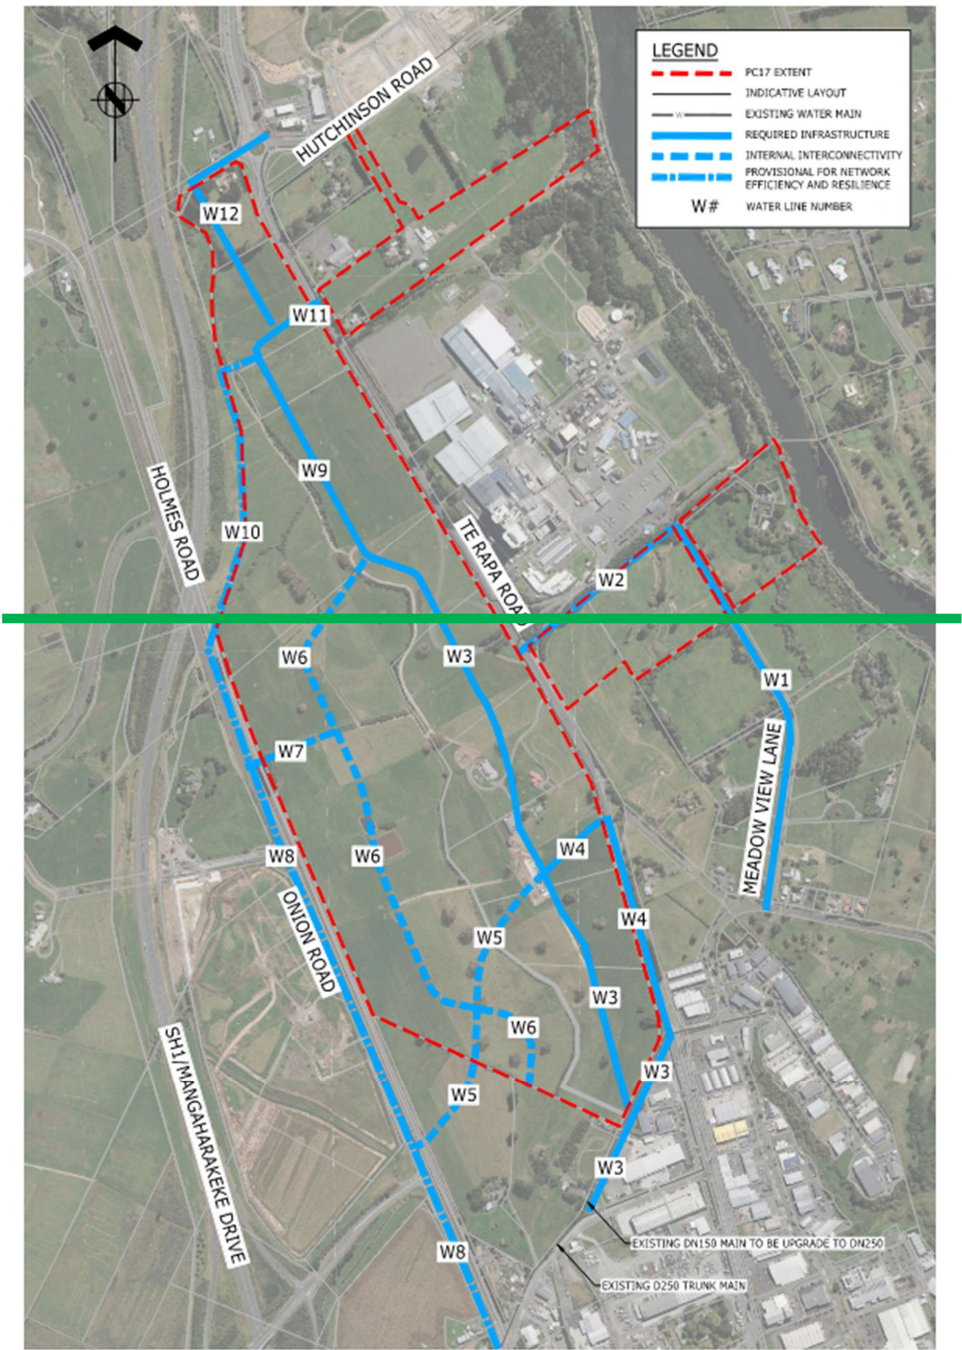 HUTCHINSON ROAD
LEGEND
PC17 EXTENT
INDICATIVE LAYOUT
W
EXISTING WATER MAIN
REQUIRED INFRASTRUCTURE
INTERNAL INTERCONNECTIVITY
PROVISIONAL FOR NETWORK
EFFICIENCY AND RESILIENCE
W# WATER LINE NUMBER
W12
W11
W9
HOLMES ROAD
W10
TE RAPA ROAD
W2
W6
W3
W1
W7
MEADOW VIEW LANE
W8
W6
W4
ONION ROAD
W5
W4
W3
W6
SH1/MANGAHARAKEKE DRIVE
W5
W3
W3
W8
EXISTING DN150 MAIN TO BE UPGRADE TO DN250
EXISTING D250 TRUNK MAIN